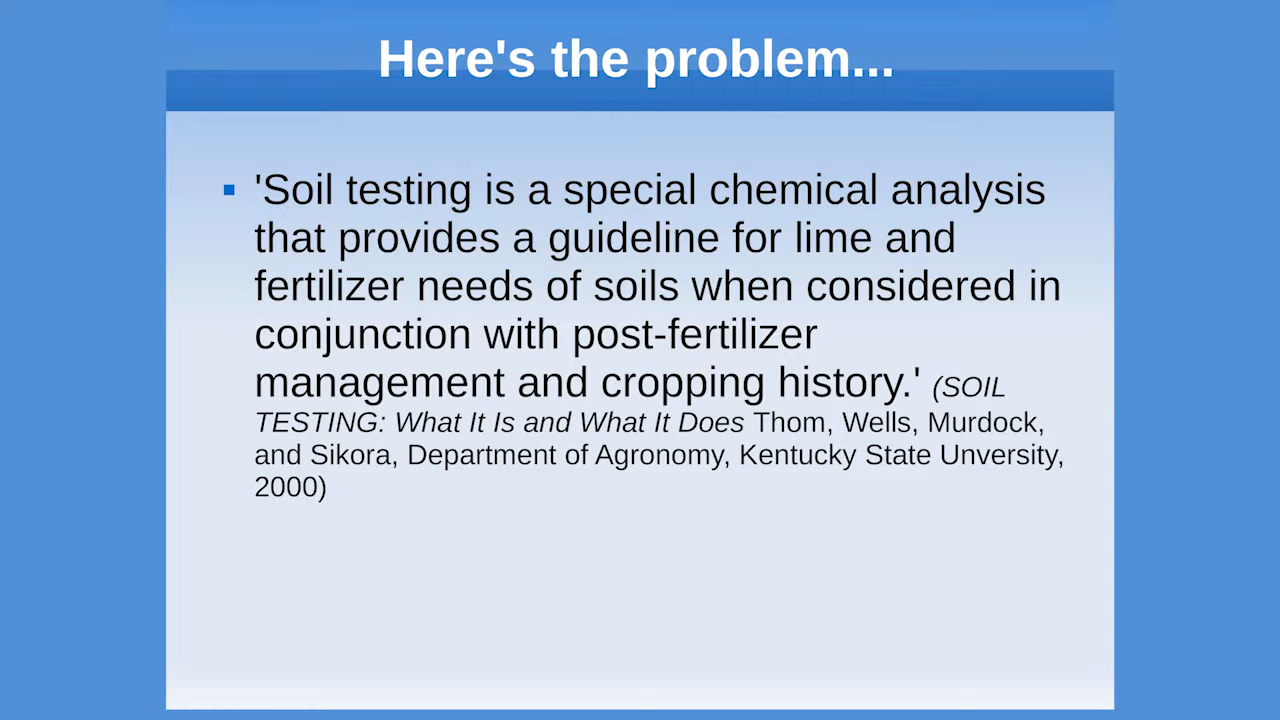 Here's the problem...
'Soil testing is a special chemical analysis
that provides a guideline for lime and
fertilizer needs of soils when considered in
conjunction with post-fertilizer
management and cropping history.' (SOIL
TESTING: What It Is and What It Does Thom, Wells, Murdock,
and Sikora, Department of Agronomy, Kentucky State Unversity,
2000)